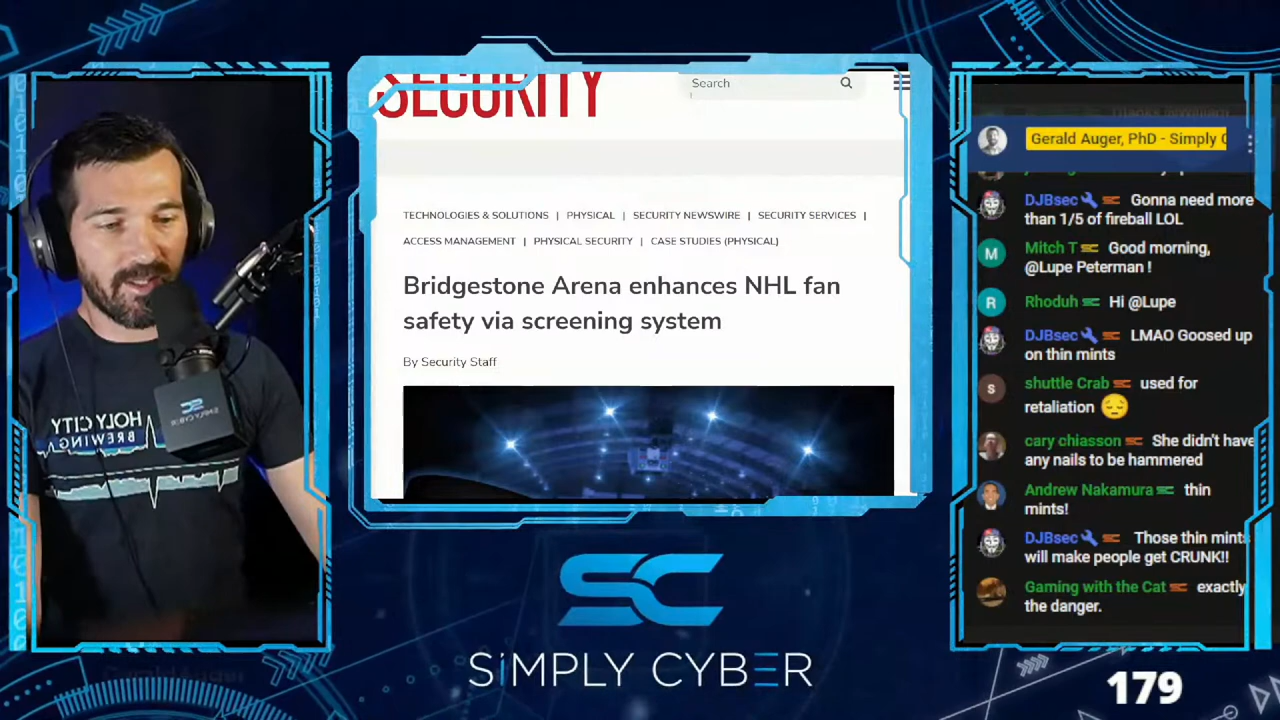 SECURITY
Search
TECHNOLOGIES & SOLUTIONS | PHYSICAL | SECURITY NEWSWIRE | SECURITY SERVICES |
ACCESS MANAGEMENT | PHYSICAL SECURITY | CASE STUDIES (PHYSICAL)
Bridgestone Arena enhances NHL fan
safety via screening system
By Security Staff
HOLY CITY
BREWING
SC
SIMPLY CYBER
SC
SIMPLY CYBER
Gerald Auger, PhD - Simply C
DJBsec Gonna need more
than 1/5 of fireball LOL
Mitch T Good morning,
@Lupe Peterman !
Rhoduh Hi @Lupe
DJBsec LMAO Goosed up
on thin mints
shuttle Crab used for
retaliation 😔
cary chiasson She didn't have
any nails to be hammered
Andrew Nakamura thin
mints!
DJBsec Those thin mints
will make people get CRUNK!!
Gaming with the Cat exactly
the danger.
179